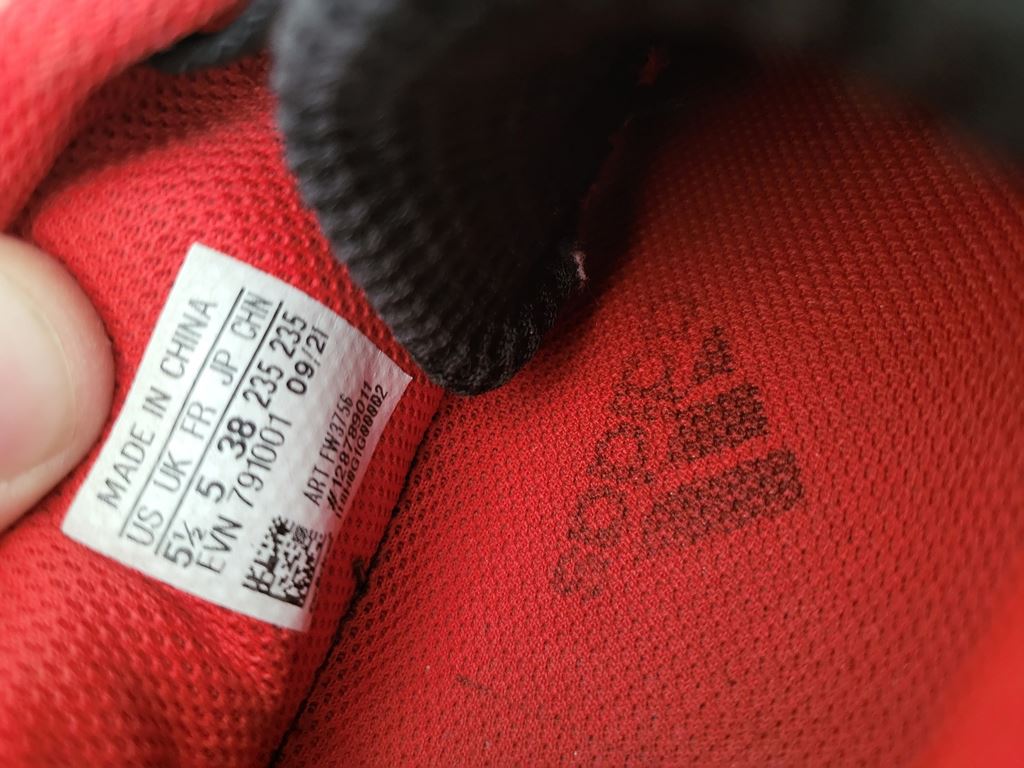 MADE IN CHINA
US UK FR JP CHN
5½ 5 38 235 235
EVN 791001 09/21
ART FW3756
adidas